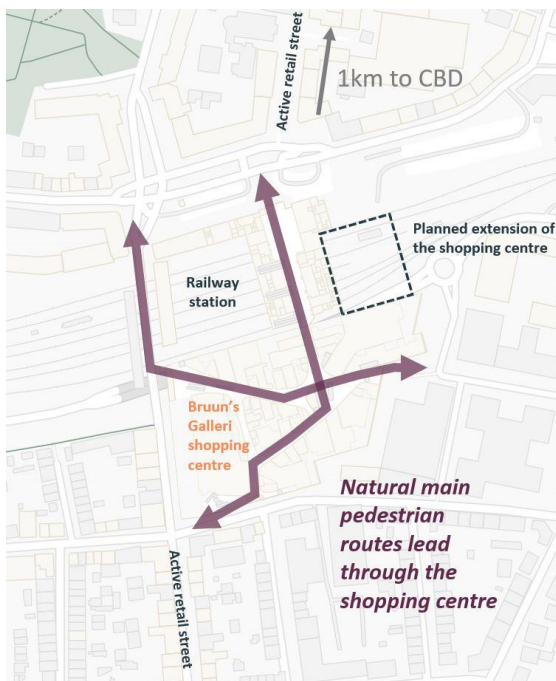 1km to CBD
Active retail street
Planned extension of
the shopping centre
Railway
station
Bruun's
Galleri
shopping
centre
Natural main
pedestrian
routes lead
through the
shopping centre
Active retail street